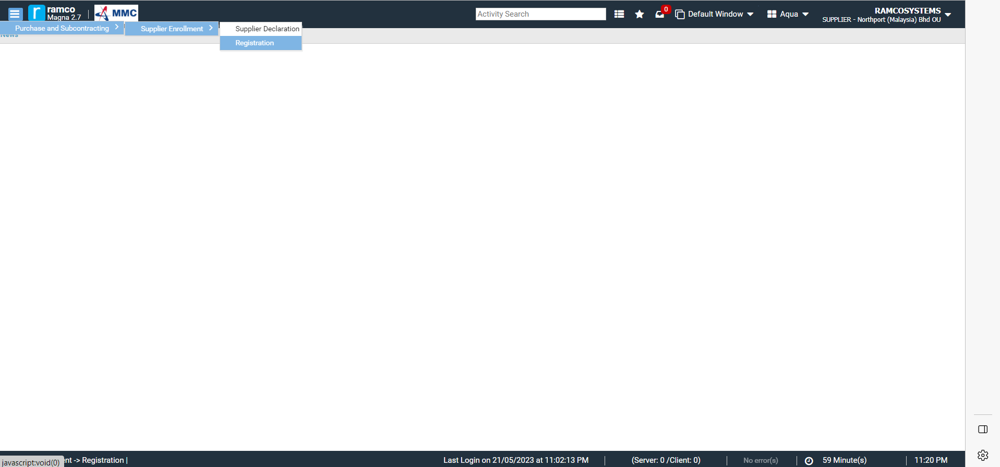 ramco
Magna 2.7
MMC
Activity Search
0
Default Window
Aqua
RAMCOSYSTEMS
SUPPLIER - Northport (Malaysia) Bhd OU
Purchase and Subcontracting
Supplier Enrollment
Supplier Declaration
Registration
News
javascript:void(0)
nt -> Registration |
Last Login on 21/05/2023 at 11:02:13 PM
(Server: 0 /Client: 0)
No error(s)
59 Minute(s)
11:20 PM